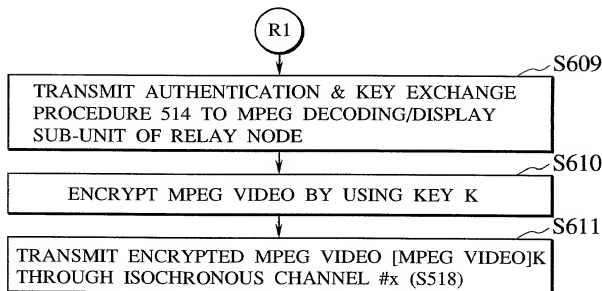 R1
S609
TRANSMIT AUTHENTICATION & KEY EXCHANGE
PROCEDURE 514 TO MPEG DECODING/DISPLAY
SUB-UNIT OF RELAY NODE
S610
ENCRYPT MPEG VIDEO BY USING KEY K
S611
TRANSMIT ENCRYPTED MPEG VIDEO [MPEG VIDEO]K
THROUGH ISOCHRONOUS CHANNEL #x (S518)